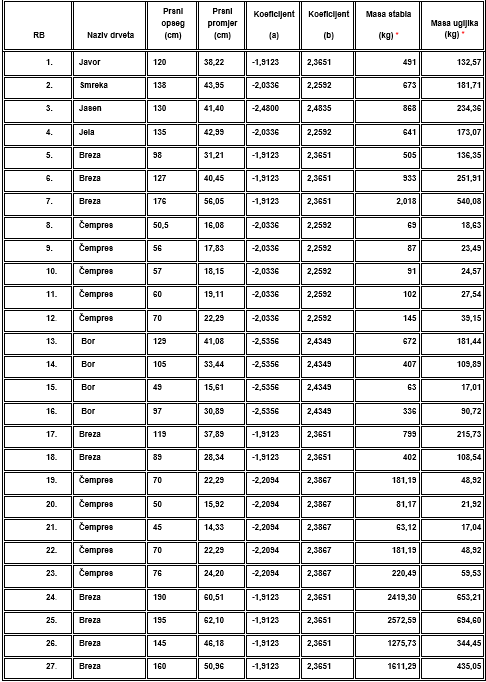 RB Naziv drveta Prsni opseg (cm) Prsni promjer (cm) Koeficijent (a) Koeficijent (b) Masa stabla (kg) * Masa ugljika (kg) *
1. Javor 120 38,22 -1,9123 2,3651 491 132,57
2. Smreka 138 43,95 -2,0336 2,2592 673 181,71
3. Jasen 130 41,40 -2,4800 2,4835 868 234,36
4. Jela 135 42,99 -2,0336 2,2592 641 173,07
5. Breza 98 31,21 -1,9123 2,3651 505 136,35
6. Breza 127 40,45 -1,9123 2,3651 933 251,91
7. Breza 176 56,05 -1,9123 2,3651 2,018 540,08
8. Čempres 50,5 16,08 -2,0336 2,2592 69 18,63
9. Čempres 56 17,83 -2,0336 2,2592 87 23,49
10. Čempres 57 18,15 -2,0336 2,2592 91 24,57
11. Čempres 60 19,11 -2,0336 2,2592 102 27,54
12. Čempres 70 22,29 -2,0336 2,2592 145 39,15
13. Bor 129 41,08 -2,5356 2,4349 672 181,44
14. Bor 105 33,44 -2,5356 2,4349 407 109,89
15. Bor 49 15,61 -2,5356 2,4349 63 17,01
16. Bor 97 30,89 -2,5356 2,4349 336 90,72
17. Breza 119 37,89 -1,9123 2,3651 799 215,73
18. Breza 89 28,34 -1,9123 2,3651 402 108,54
19. Čempres 70 22,29 -2,2094 2,3867 181,19 48,92
20. Čempres 50 15,92 -2,2094 2,3867 81,17 21,92
21. Čempres 45 14,33 -2,2094 2,3867 63,12 17,04
22. Čempres 70 22,29 -2,2094 2,3867 181,19 48,92
23. Čempres 76 24,20 -2,2094 2,3867 220,49 59,53
24. Breza 190 60,51 -1,9123 2,3651 2419,30 653,21
25. Breza 195 62,10 -1,9123 2,3651 2572,59 694,60
26. Breza 145 46,18 -1,9123 2,3651 1275,73 344,45
27. Breza 160 50,96 -1,9123 2,3651 1611,29 435,05